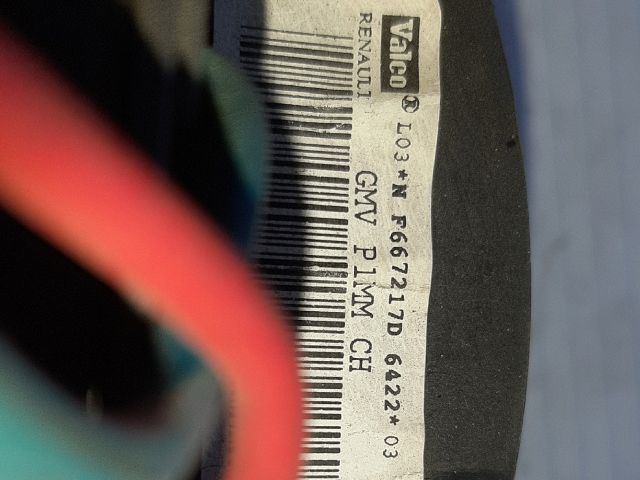 Valeo
RENAULT
L03*N F667217D 6422*03
GMV P1MM CH